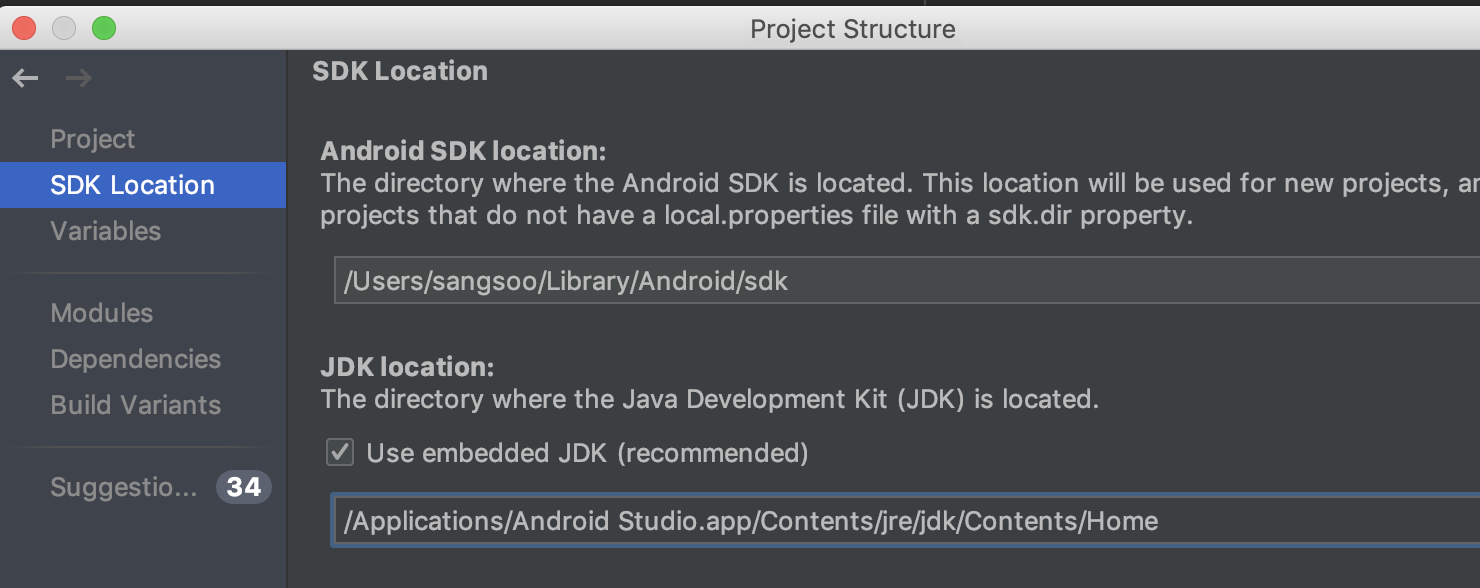 Project Structure
SDK Location
Project
SDK Location
Variables
Modules
Dependencies
Build Variants
Suggestio... 34
Android SDK location:
The directory where the Android SDK is located. This location will be used for new projects,
projects that do not have a local.properties file with a sdk.dir property.
/Users/sangsoo/Library/Android/sdk
JDK location:
The directory where the Java Development Kit (JDK) is located.
Use embedded JDK (recommended)
/Applications/Android Studio.app/Contents/jre/jdk/Contents/Home